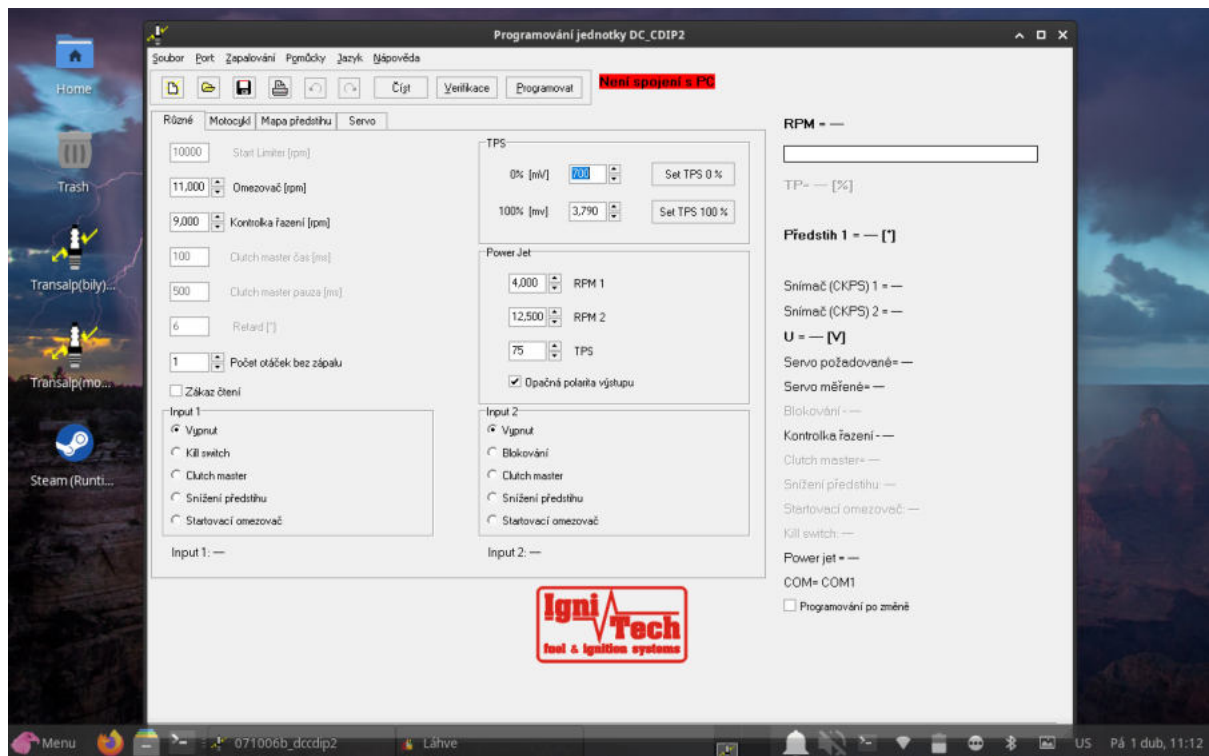 Programování jednotky DC_CDIP2
Soubor Port Zapalování Pomůcky Jazyk Nápověda
Číst Verifikace Programovat Není spojení s PC
Různé Motocykl Mapa předstihu Servo
10000 Start Limiter [rpm]
11,000 Omezovač [rpm]
9,000 Kontrolka řazení [rpm]
100 Clutch master čas [ms]
500 Clutch master pauza [ms]
6 Retard [°]
1 Počet otáček bez zápalu
Zákaz čtení
TPS
0% [mV] 700 Set TPS 0 %
100% [mv] 3,790 Set TPS 100 %
Power Jet
4,000 RPM 1
12,500 RPM 2
75 TPS
Opačná polarita výstupu
Input 1
Vypnut
Kill switch
Clutch master
Snížení předstihu
Startovací omezovač
Input 1: —
Input 2
Vypnut
Blokování
Clutch master
Snížení předstihu
Startovací omezovač
Input 2: —
RPM = —
TP= — [%]
Předstih 1 = — [°]
Snímač (CKPS) 1 = —
Snímač (CKPS) 2 = —
U = — [V]
Servo požadované= —
Servo měřené= —
Blokování - —
Kontrolka řazení - —
Clutch master= —
Snížení předstihu: —
Startovací omezovač: —
Kill switch: —
Power jet = —
COM= COM1
Programování po změně
Igni
Tech
fuel & ignition systems
Home
Trash
Transalp(bily)...
Transalp(mo...
Steam (Runti...
Menu 071006b_dccdip2 Láhve US Pá 1 dub, 11:12